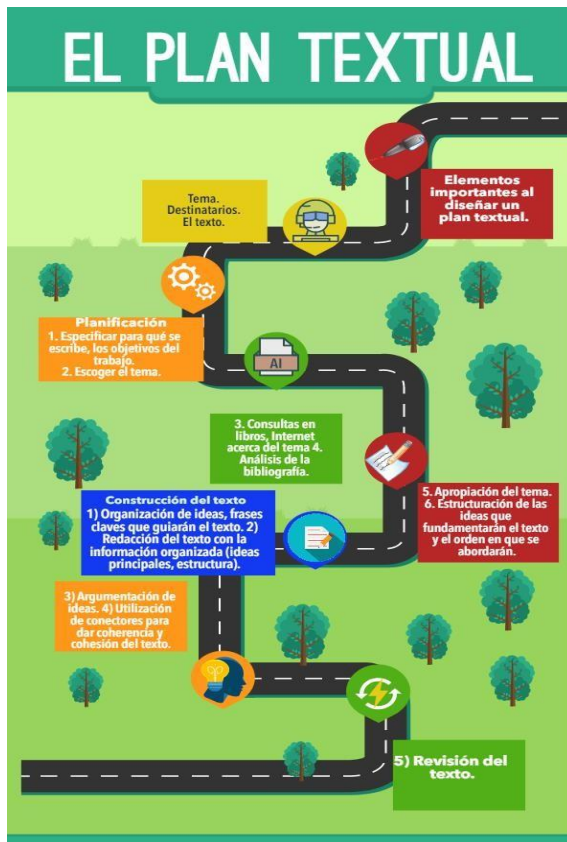 EL PLAN TEXTUAL
Elementos
importantes al
diseñar un
plan textual.
Tema.
Destinatarios.
El texto.
Planificación
1. Especificar para qué se
escribe, los objetivos del
trabajo.
2. Escoger el tema.
AI
3. Consultas en
libros, Internet
acerca del tema 4.
Análisis de la
bibliografía.
5. Apropiación del tema.
6. Estructuración de las
ideas que
fundamentarán el texto
y el orden en que se
abordarán.
Construcción del texto
1) Organización de ideas, frases
claves que guiarán el texto. 2)
Redacción del texto con la
información organizada (ideas
principales, estructura).
3) Argumentación de
ideas. 4) Utilización
de conectores para
dar coherencia y
cohesión del texto.
5) Revisión del
texto.